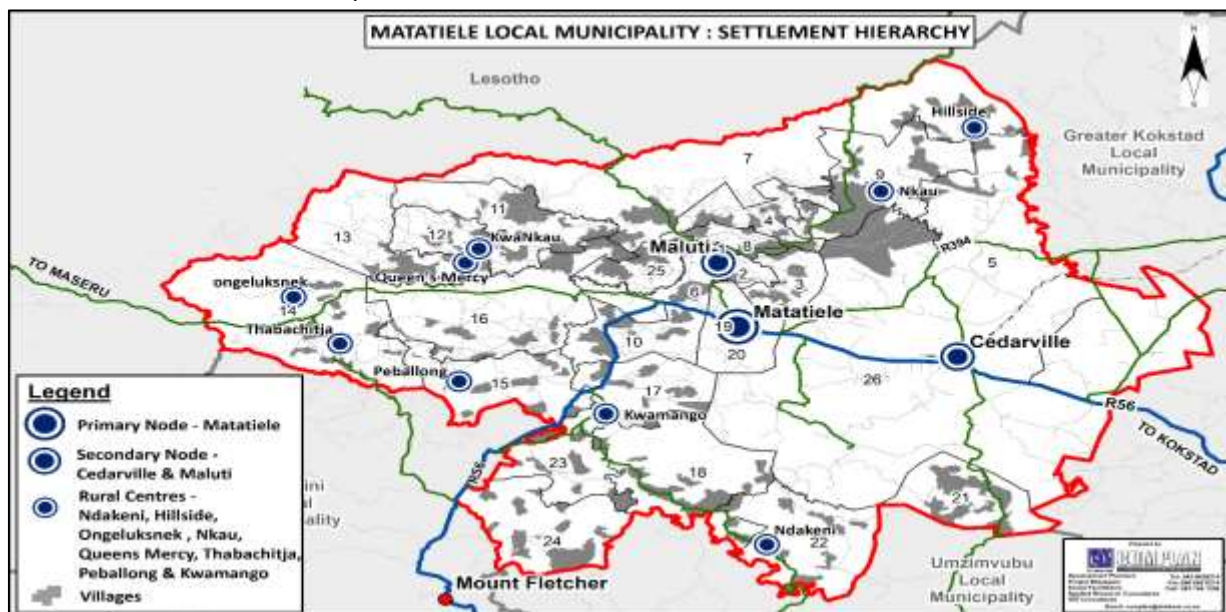 MATATIELE LOCAL MUNICIPALITY : SETTLEMENT HIERARCHY
N
Lesotho
Hillside
Greater Kokstad
Local
Municipality
7
9
Nkau
11
4
13
12
KwaNkau
8
R394
5
Maluti
TO MASERU
Queen's Mercy
25
2
3
ongeluksnek
6
14
16
Matatiele
Thabachitja
19
10
20
Cédarville
Peballong
15
26
17
R56
Kwamango
TO KOKSTAD
23
18
21
Ndakeni
22
24
Umzimvubu
Local
Municipality
Mount Fletcher
Legend
Primary Node - Matatiele
Secondary Node -
Cedarville & Maluti
Rural Centres -
Ndakeni, Hillside,
Ongeluksnek , Nkau,
Queens Mercy, Thabachitja,
Peballong & Kwamango
Villages